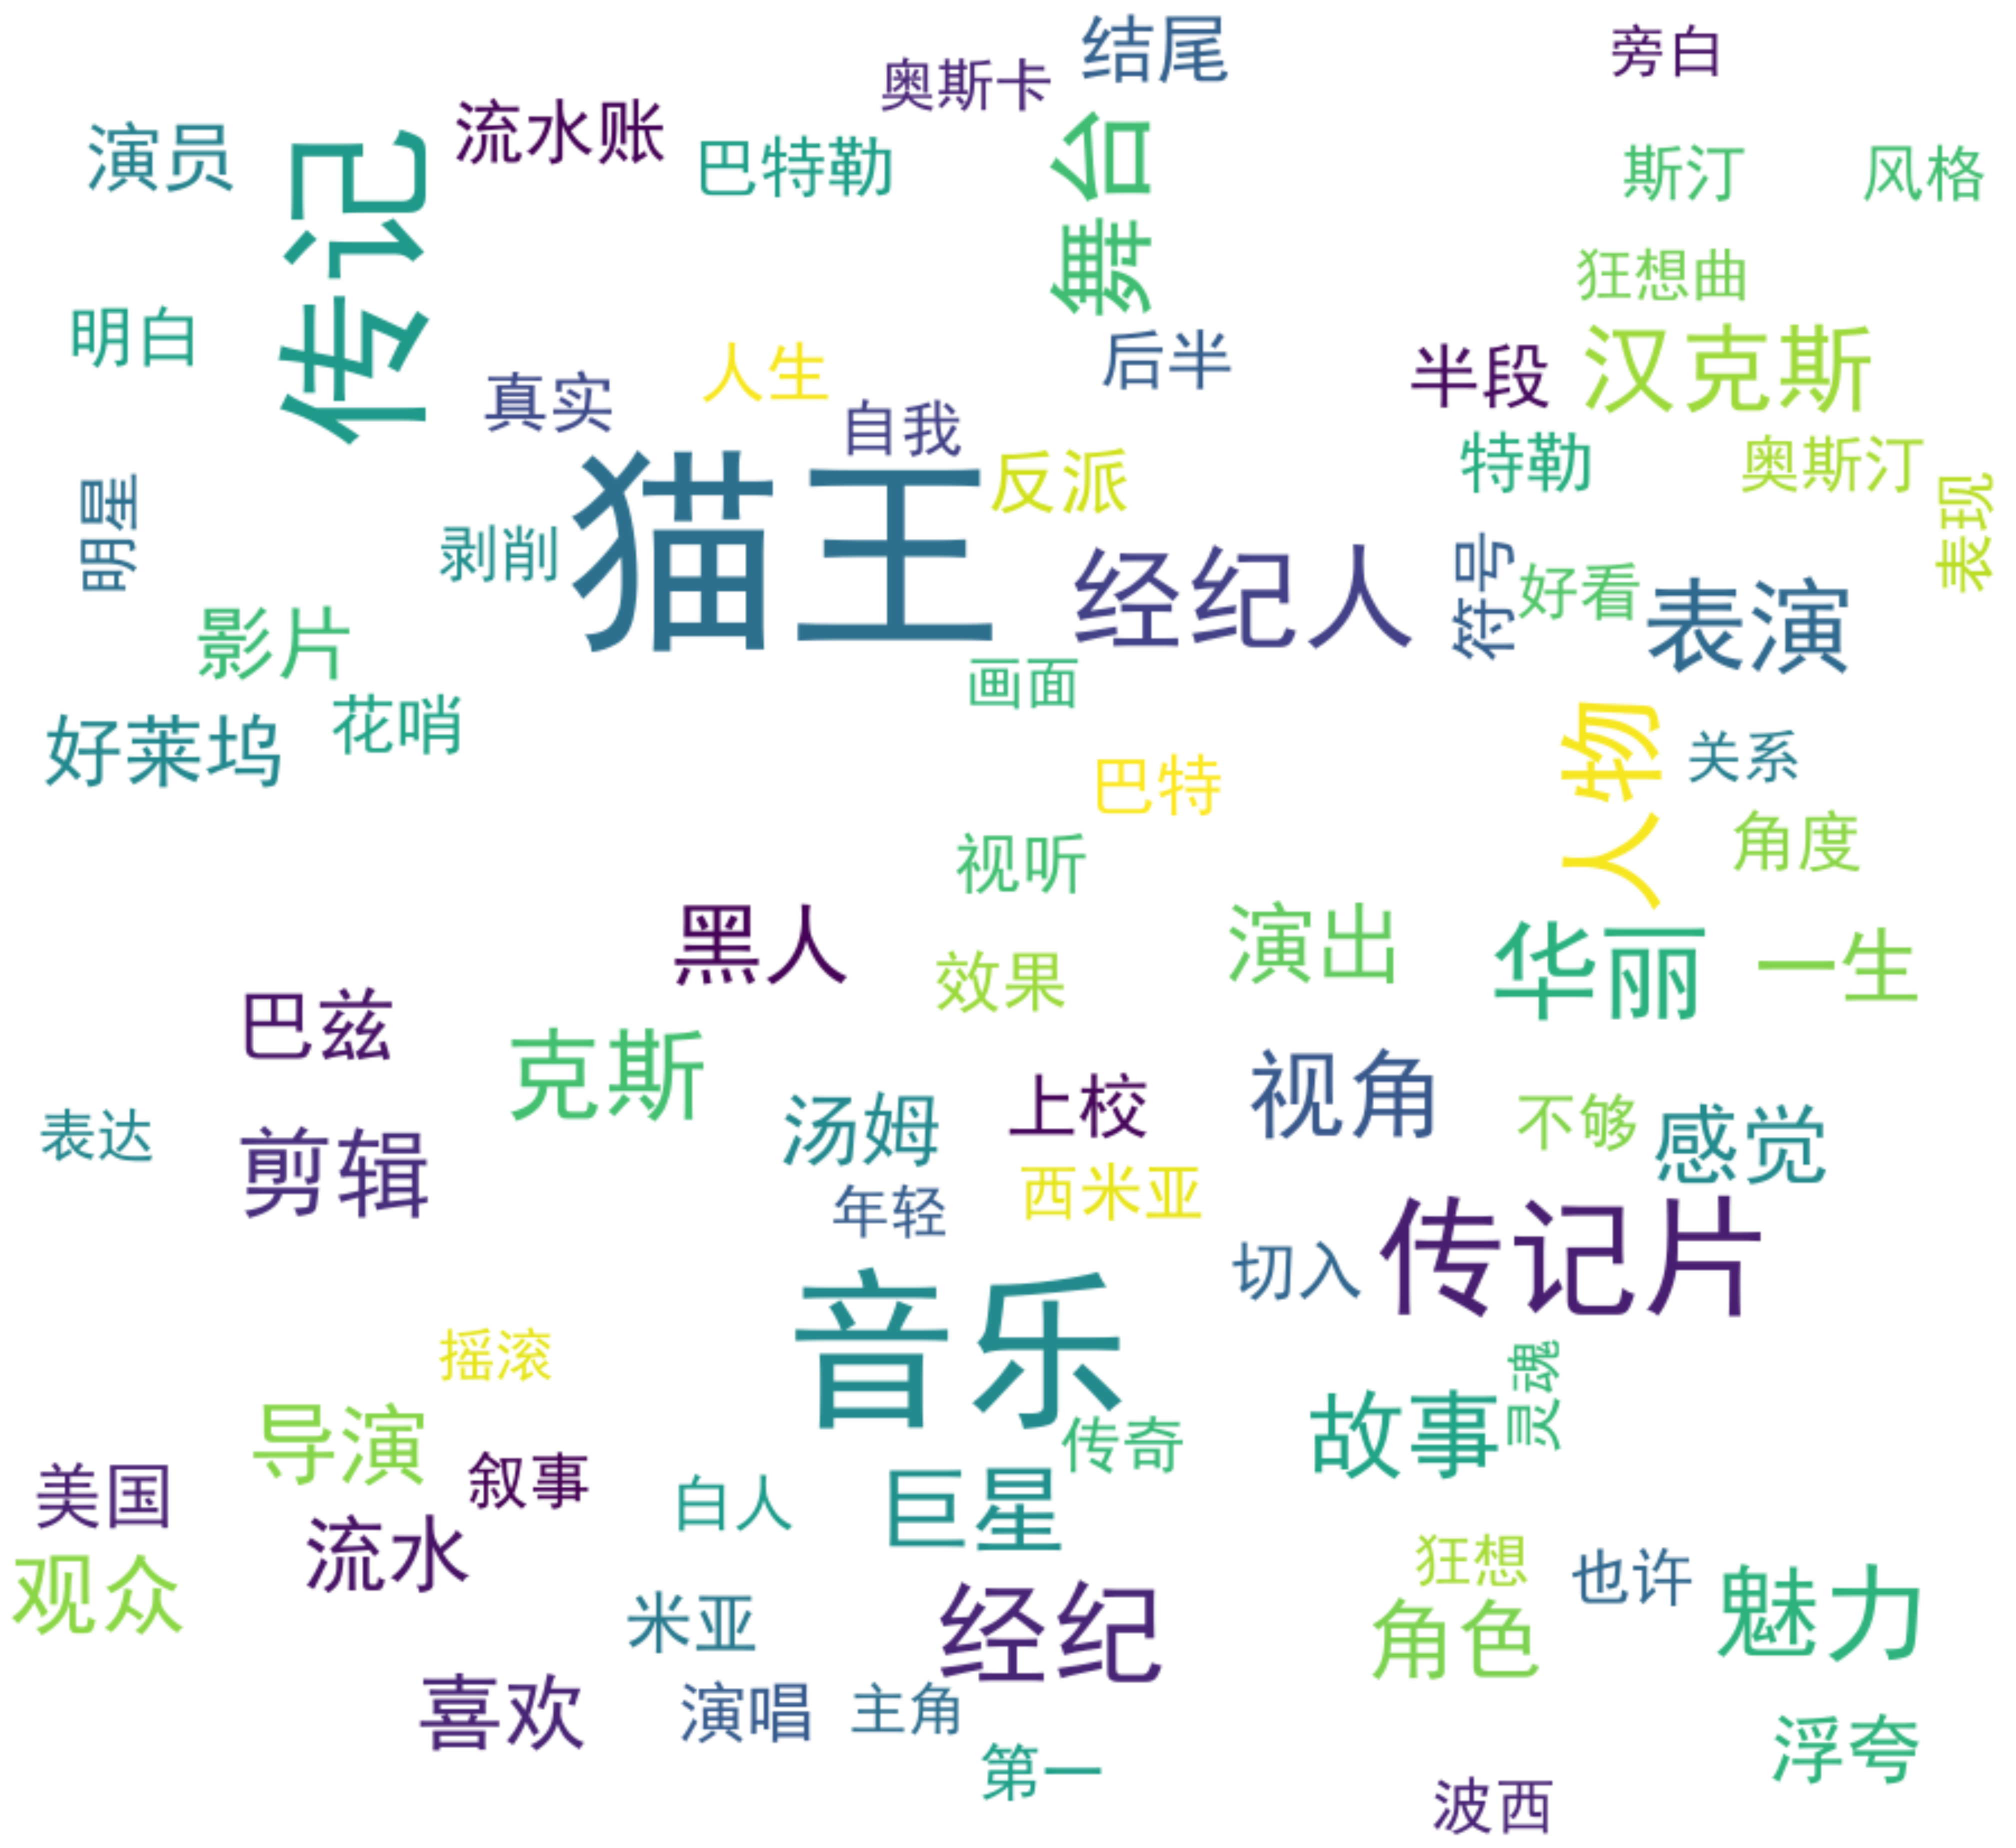 结尾
旁白
奥斯卡
流水账
演员
巴特勒
舞台
传记
斯汀
风格
狂想曲
明白
人生
后半
半段
汉克斯
真实
自我
反派
特勒
奥斯汀
表现
明星
剥削
猫王
经纪人
符号
好看
表演
影片
画面
花哨
好莱坞
人物
关系
巴特
角度
视听
黑人
效果
演出
华丽
一生
巴兹
克斯
表达
剪辑
汤姆
上校
视角
不够
感觉
年轻
西米亚
切入
传记片
音乐
摇滚
灵魂
导演
传奇
故事
美国
叙事
白人
巨星
流水
狂想
也许
魅力
观众
米亚
经纪
角色
喜欢
演唱
主角
浮夸
第一
波西